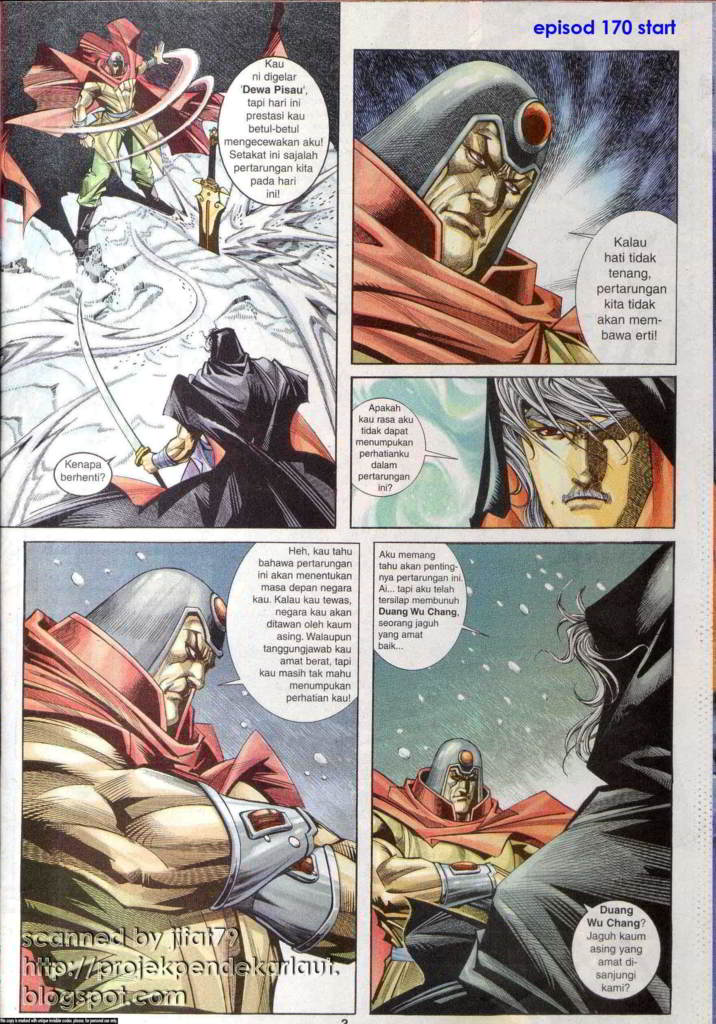 episod 170 start
Kau
ni digelar
'Dewa Pisau',
tapi hari ini
prestasi kau
betul-betul
mengecewakan aku!
Setakat ini sajalah
pertarungan kita
pada hari
ini!
Kenapa
berhenti?
Kalau
hati tidak
tenang,
pertarungan
kita tidak
akan mem-
bawa erti!
Apakah
kau rasa aku
tidak dapat
menumpukan
perhatianku
dalam
pertarungan
ini?
Heh, kau tahu
bahawa pertarungan
ini akan menentukan
masa depan negara
kau. Kalau kau tewas,
negara kau akan
ditawan oleh kaum
asing. Walaupun
tanggungjawab kau
amat berat, tapi
kau masih tak mahu
menumpukan
perhatian kau!
Aku memang
tahu akan penting-
nya pertarungan ini.
Ai... tapi aku telah
tersilap membunuh
Duang Wu Chang,
seorang jaguh
yang amat
baik...
Duang
Wu Chang?
Jaguh kaum
asing yang
amat di-
sanjungi
kami?
scanned by jifat79
http://projekpendekarlaut.
blogspot.com